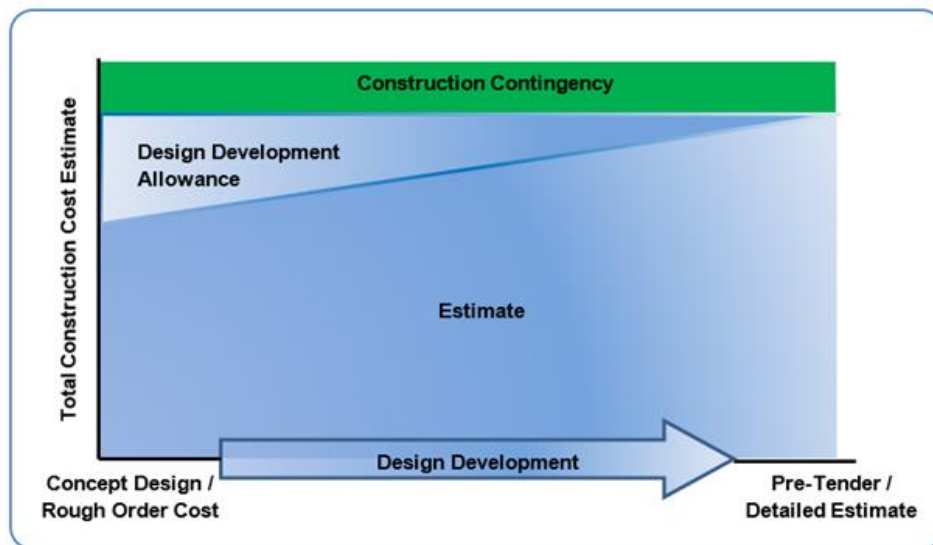 Construction Contingency
Design Development
Allowance
Total Construction Cost Estimate
Estimate
Design Development
Concept Design /
Rough Order Cost
Pre-Tender /
Detailed Estimate